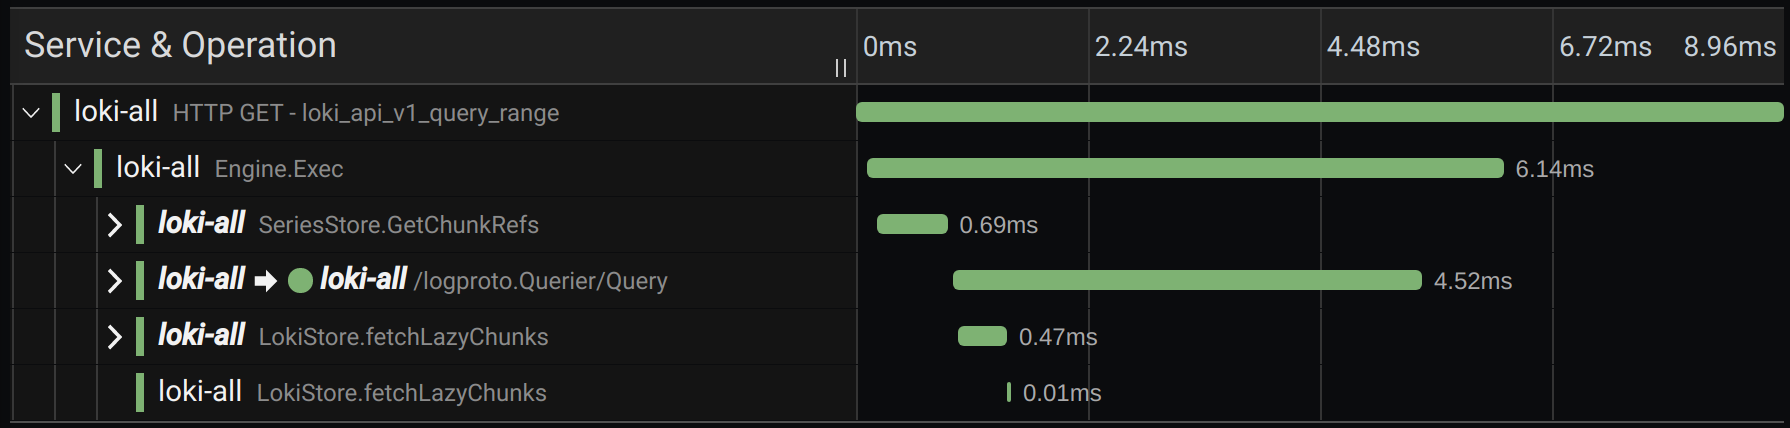 Service & Operation 0ms 2.24ms 4.48ms 6.72ms 8.96ms
loki-all HTTP GET - loki_api_v1_query_range
loki-all Engine.Exec 6.14ms
loki-all SeriesStore.GetChunkRefs 0.69ms
loki-all loki-all /logproto.Querier/Query 4.52ms
loki-all LokiStore.fetchLazyChunks 0.47ms
loki-all LokiStore.fetchLazyChunks 0.01ms